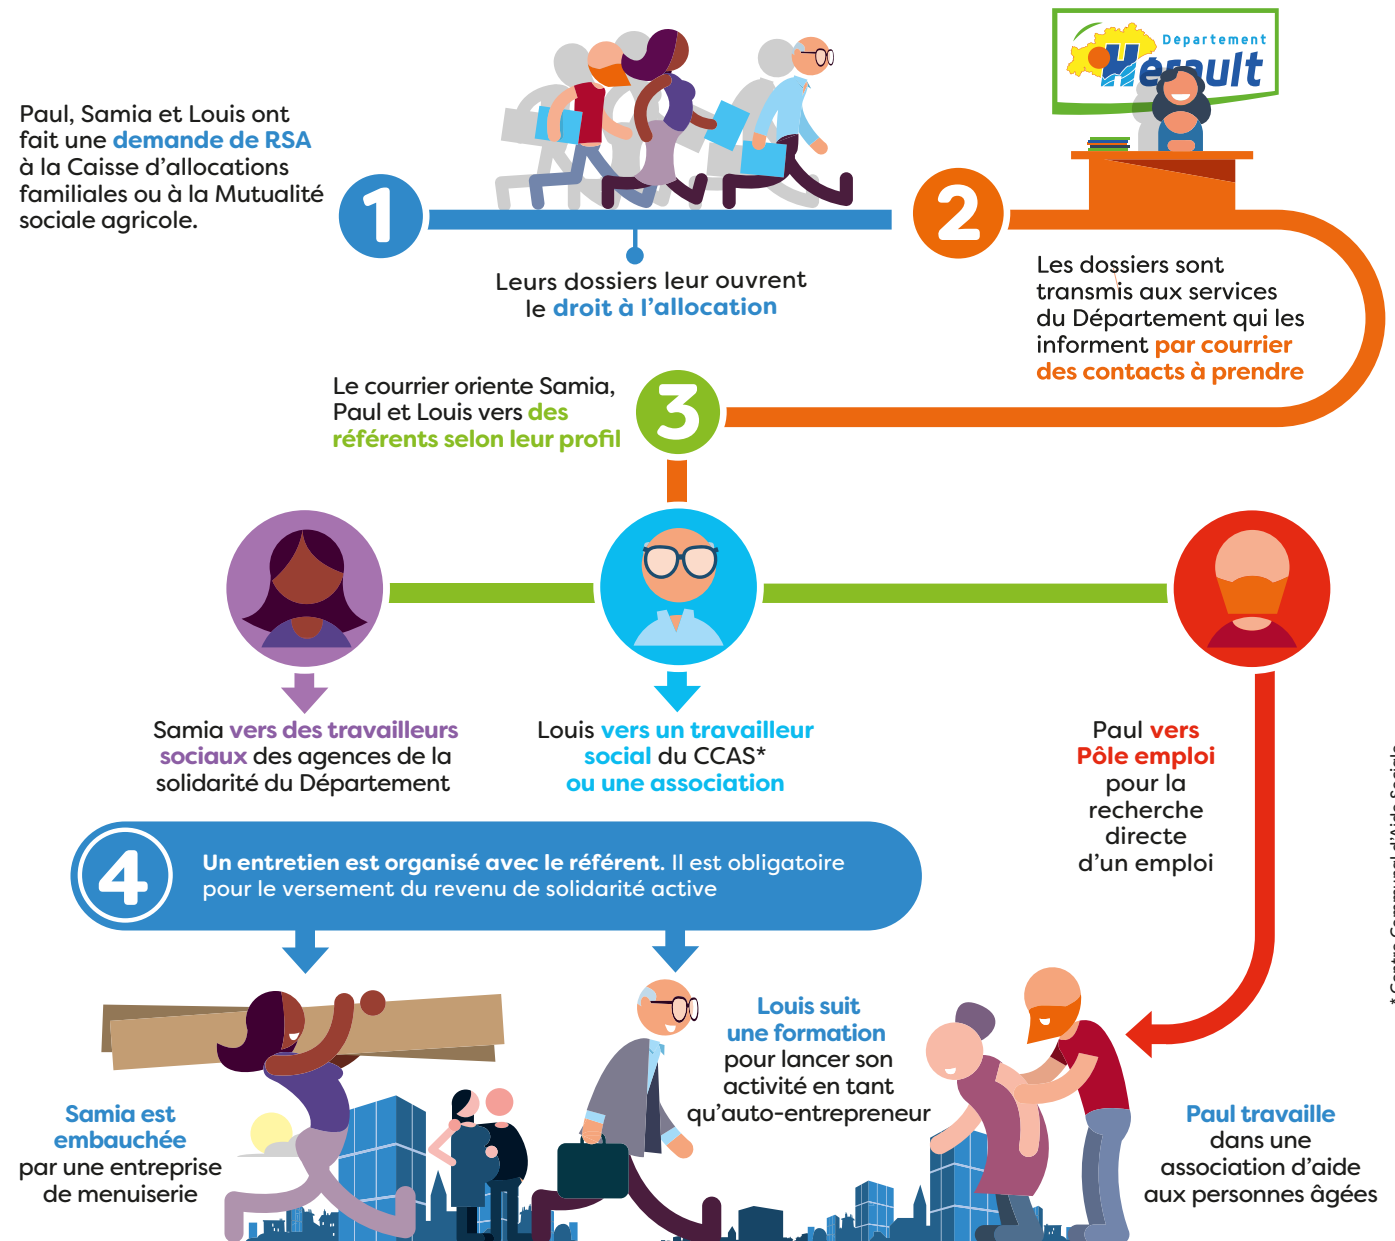 Paul, Samia et Louis ont
fait une demande de RSA
à la Caisse d'allocations
familiales ou à la Mutualité
sociale agricole.
1
Leurs dossiers leur ouvrent
le droit à l'allocation
Département
Hérault
2
Les dossiers sont
transmis aux services
du Département qui les
informent par courrier
des contacts à prendre
Le courrier oriente Samia,
Paul et Louis vers des
référents selon leur profil
3
Samia vers des travailleurs
sociaux des agences de la
solidarité du Département
Louis vers un travailleur
social du CCAS*
ou une association
Paul vers
Pôle emploi
pour la
recherche
directe
d'un emploi
4
Un entretien est organisé avec le référent. Il est obligatoire
pour le versement du revenu de solidarité active
Samia est
embauchée
par une entreprise
de menuiserie
Louis suit
une formation
pour lancer son
activité en tant
qu'auto-entrepreneur
Paul travaille
dans une
association d'aide
aux personnes âgées
* Centre Communal d'Aide Sociale